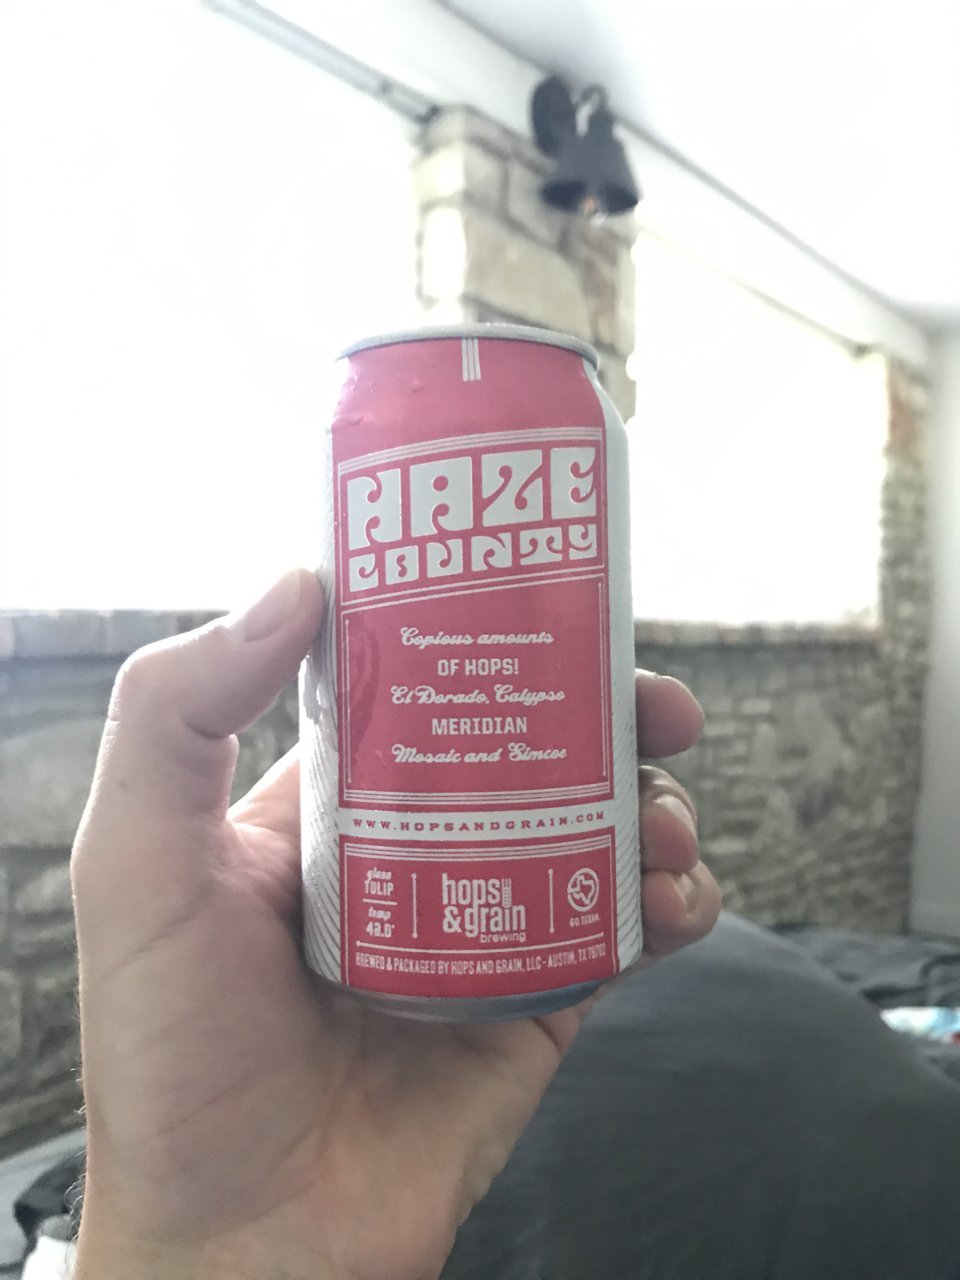 HAZE
COUNTY
Copious amounts
OF HOPS!
El Dorado, Calypso
MERIDIAN
Mosaic and Simcoe
WWW.HOPSANDGRAIN.COM
glass
TULIP
temp
42.0°
hops
&grain
brewing
GO TEXAN.
BREWED & PACKAGED BY HOPS AND GRAIN, LLC - AUSTIN, TX 78702